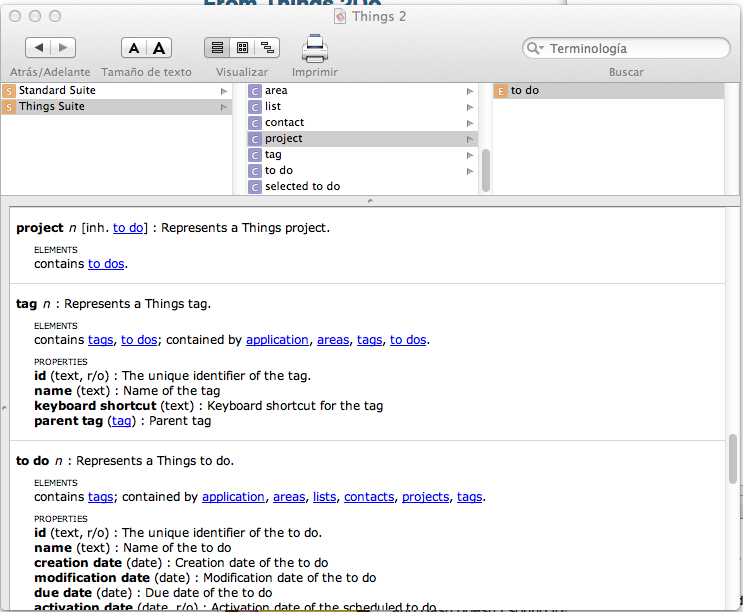 From Things 2Do
Things 2
A A
Terminología
Atrás/Adelante Tamaño de texto Visualizar Imprimir Buscar
S Standard Suite
S Things Suite
C area
C list
C contact
C project
C tag
C to do
C selected to do
E to do
project n [inh. to do] : Represents a Things project.
ELEMENTS
contains to dos.
tag n : Represents a Things tag.
ELEMENTS
contains tags, to dos; contained by application, areas, tags, to dos.
PROPERTIES
id (text, r/o) : The unique identifier of the tag.
name (text) : Name of the tag
keyboard shortcut (text) : Keyboard shortcut for the tag
parent tag (tag) : Parent tag
to do n : Represents a Things to do.
ELEMENTS
contains tags; contained by application, areas, lists, contacts, projects, tags.
PROPERTIES
id (text, r/o) : The unique identifier of the to do.
name (text) : Name of the to do
creation date (date) : Creation date of the to do
modification date (date) : Modification date of the to do
due date (date) : Due date of the to do
activation date (date, r/o) : Activation date of the scheduled to do